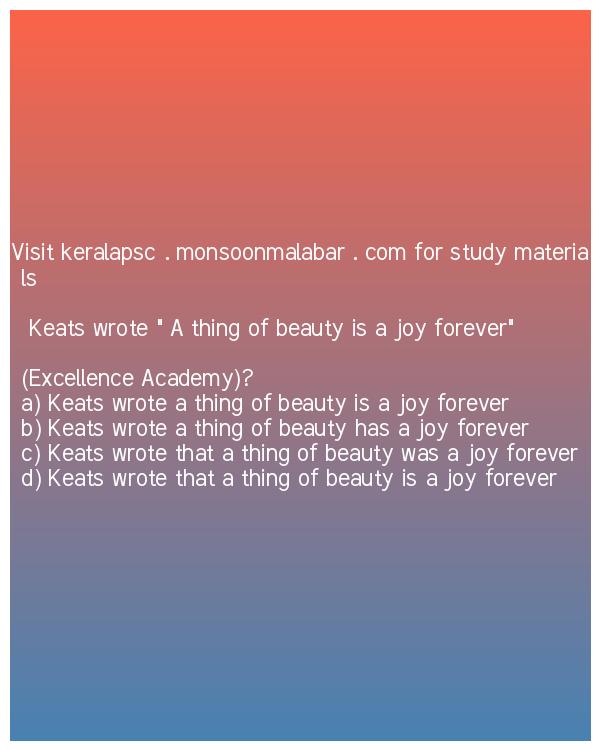 Visit keralapsc . monsoonmalabar . com for study materia
ls
Keats wrote " A thing of beauty is a joy forever"
(Excellence Academy)?
a) Keats wrote a thing of beauty is a joy forever
b) Keats wrote a thing of beauty has a joy forever
c) Keats wrote that a thing of beauty was a joy forever
d) Keats wrote that a thing of beauty is a joy forever